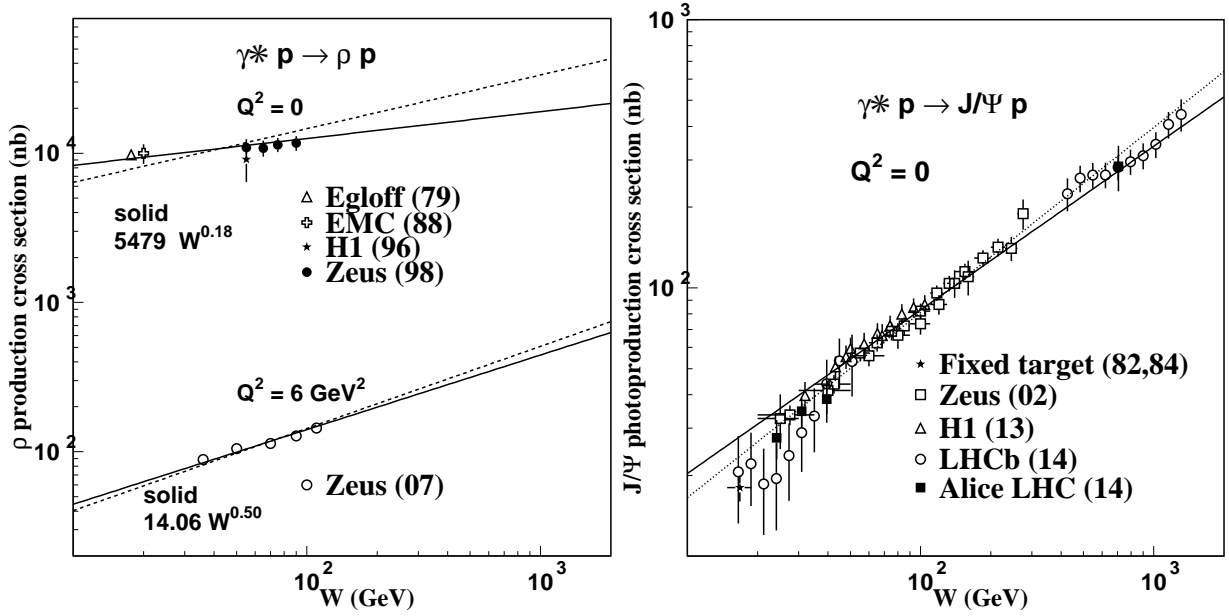 ρ production cross section (nb)
10⁴
10³
10²
γ* p → ρ p
Q² = 0
solid
5479 W^0.18
Egloff (79)
EMC (88)
H1 (96)
Zeus (98)
Q² = 6 GeV²
solid
14.06 W^0.50
Zeus (07)
10²
10³
W (GeV)
J/Ψ photoproduction cross section (nb)
10³
10²
γ* p → J/Ψ p
Q² = 0
Fixed target (82,84)
Zeus (02)
H1 (13)
LHCb (14)
Alice LHC (14)
10²
10³
W (GeV)